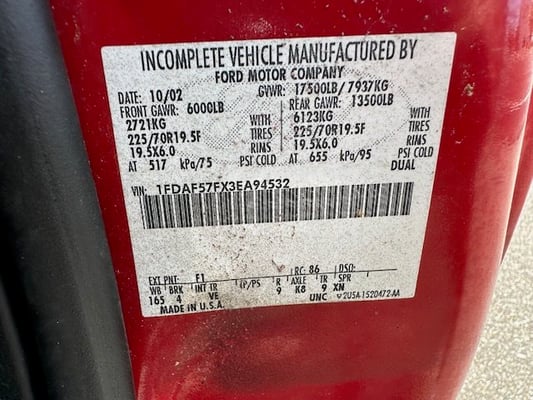 INCOMPLETE VEHICLE MANUFACTURED BY
FORD MOTOR COMPANY
DATE: 10/02 GVWR: 17500LB/ 7937KG
FRONT GAWR: 6000LB REAR GAWR: 13500LB
2721KG WITH 6123KG WITH
225/70R19.5F TIRES 225/70R19.5F TIRES
19.5X6.0 RIMS 19.5X6.0 RIMS
AT 517 kPa/75 PSI COLD AT 655 kPa/95 PSI COLD
DUAL
VIN: 1FDAF57FX3EA94532
EXT PNT: F1 RC: 86 DSO:
WB BRK INT TR TP/PS R AXLE TR SPR
165 4 VE 9 K8 9 XN
MADE IN U.S.A. UNC 2U5A-1520472-AA